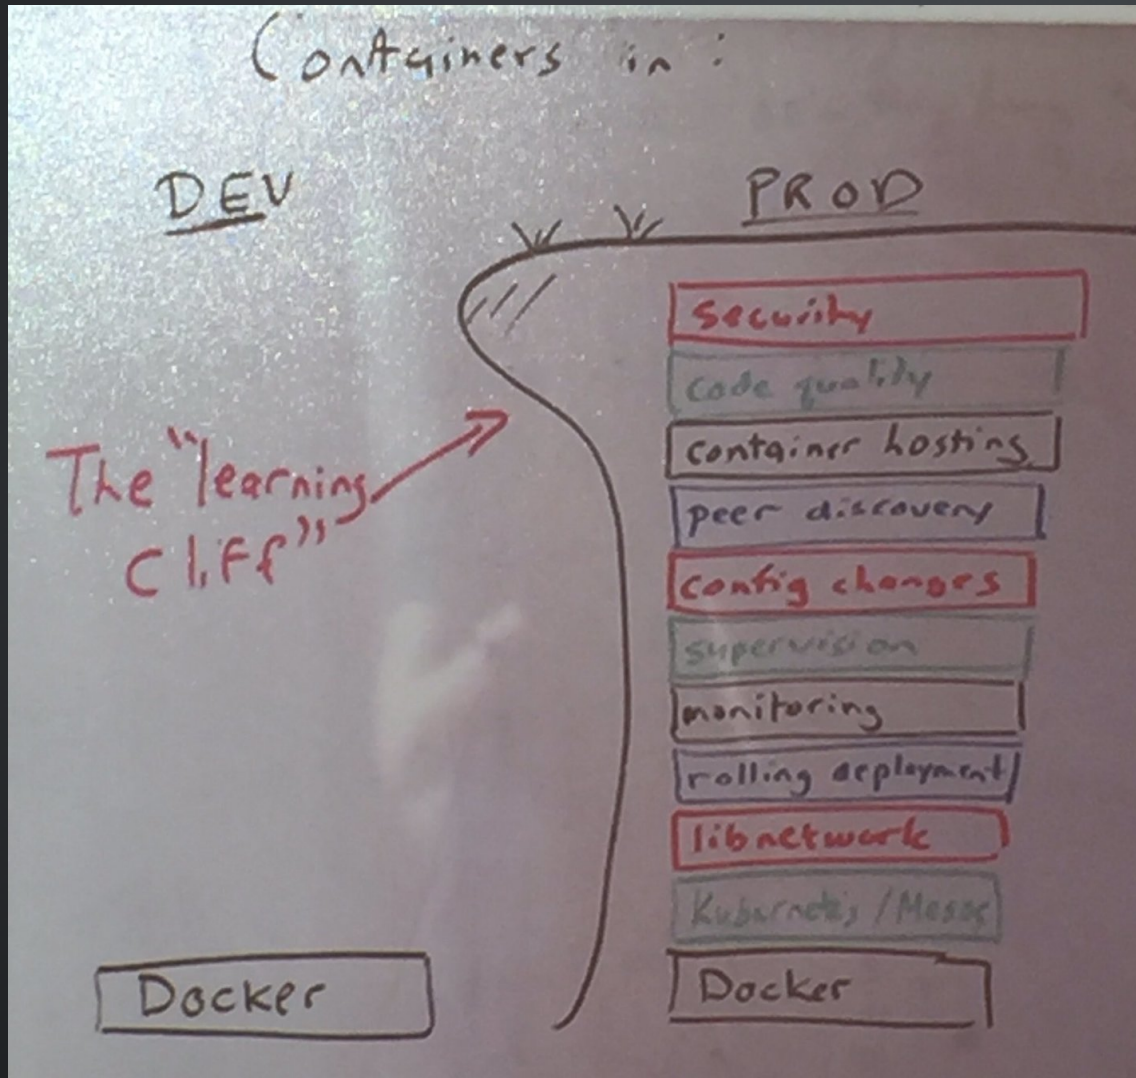 Containers in :
DEV
PROD
The "learning
Cliff"
security
code quality
container hosting
peer discovery
config changes
supervision
monitoring
rolling deployment
libnetwork
Kubernetes / Mesos
Docker
Docker